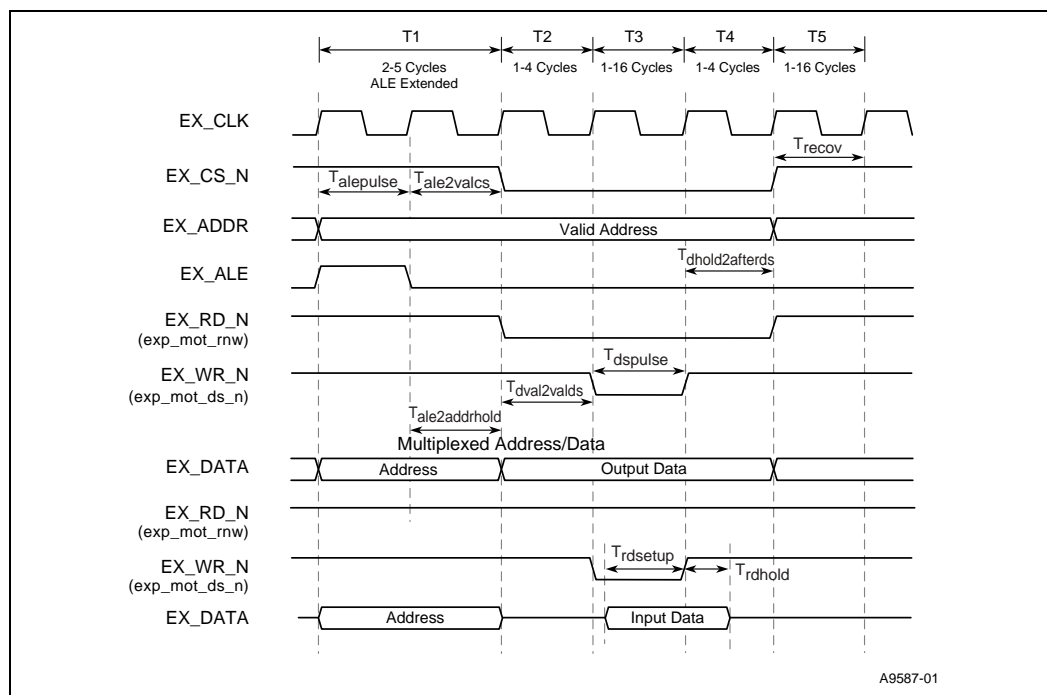 T1 T2 T3 T4 T5
2-5 Cycles 1-4 Cycles 1-16 Cycles 1-4 Cycles 1-16 Cycles
ALE Extended
EX_CLK
Trecov
EX_CS_N
Talepulse Tale2valcs
EX_ADDR
Valid Address
Tdhold2afterds
EX_ALE
EX_RD_N
(exp_mot_rnw)
Tdspulse
EX_WR_N
(exp_mot_ds_n)
Tdval2valds
Tale2addrhold
Multiplexed Address/Data
EX_DATA
Address Output Data
EX_RD_N
(exp_mot_rnw)
EX_WR_N
(exp_mot_ds_n)
Trdsetup
Trdhold
EX_DATA
Address Input Data
A9587-01